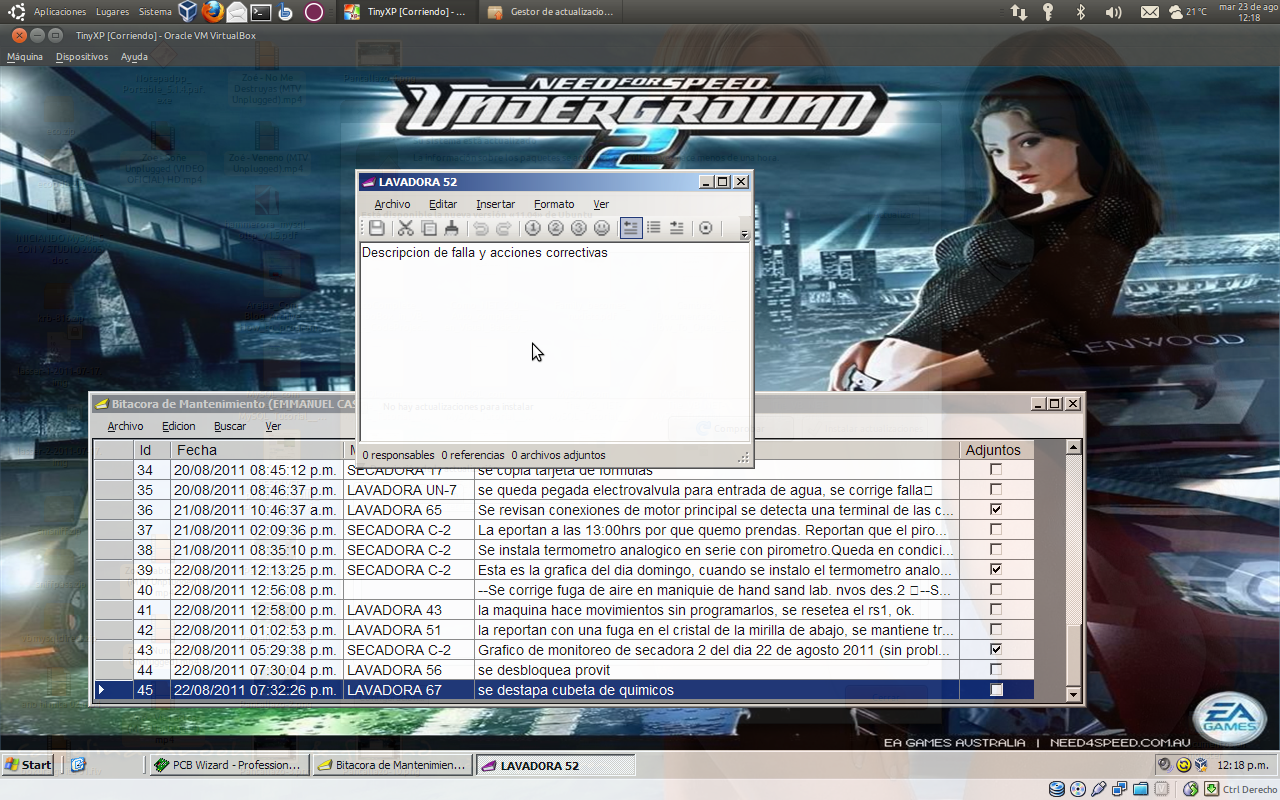 Aplicaciones Lugares Sistema TinyXP [Corriendo] - ... Gestor de actualizacio... 21 °C mar 23 de ago 12:18
TinyXP [Corriendo] - Oracle VM VirtualBox
Máquina Dispositivos Ayuda
NEED FOR SPEED
UNDERGROUND
2
LAVADORA 52
Archivo Editar Insertar Formato Ver
1 2 3
Descripcion de falla y acciones correctivas
KENWOOD
No hay actualizaciones para instalar
0 responsables 0 referencias 0 archivos adjuntos
Bitacora de Mantenimiento (EMMANUEL CAS
Archivo Edicion Buscar Ver
Id Fecha Adjuntos
34 20/08/2011 08:45:12 p.m. SECADORA 17 se copia tarjeta de formulas
35 20/08/2011 08:46:37 p.m. LAVADORA UN-7 se queda pegada electrovalvula para entrada de agua, se corrige falla
36 21/08/2011 10:46:37 a.m. LAVADORA 65 Se revisan conexiones de motor principal se detecta una terminal de las c...
37 21/08/2011 02:09:36 p.m. SECADORA C-2 La eportan a las 13:00hrs por que quemo prendas. Reportan que el piro...
38 21/08/2011 08:35:10 p.m. SECADORA C-2 Se instala termometro analogico en serie con pirometro.Queda en condici...
39 22/08/2011 12:13:25 p.m. SECADORA C-2 Esta es la grafica del dia domingo, cuando se instalo el termometro analo...
40 22/08/2011 12:56:08 p.m. --Se corrige fuga de aire en maniquie de hand sand lab. nvos des.2 --S...
41 22/08/2011 12:58:00 p.m. LAVADORA 43 la maquina hace movimientos sin programarlos, se resetea el rs1, ok.
42 22/08/2011 01:02:53 p.m. LAVADORA 51 la reportan con una fuga en el cristal de la mirilla de abajo, se mantiene tr...
43 22/08/2011 05:29:38 p.m. SECADORA C-2 Grafico de monitoreo de secadora 2 del dia 22 de agosto 2011 (sin probl...
44 22/08/2011 07:30:04 p.m. LAVADORA 56 se desbloquea provit
45 22/08/2011 07:32:26 p.m. LAVADORA 67 se destapa cubeta de quimicos
EA GAMES
EA GAMES AUSTRALIA | NEED4SPEED.COM.AU
Start PCB Wizard - Profession... Bitacora de Mantenimien... LAVADORA 52 12:18 p.m.
Ctrl Derecho